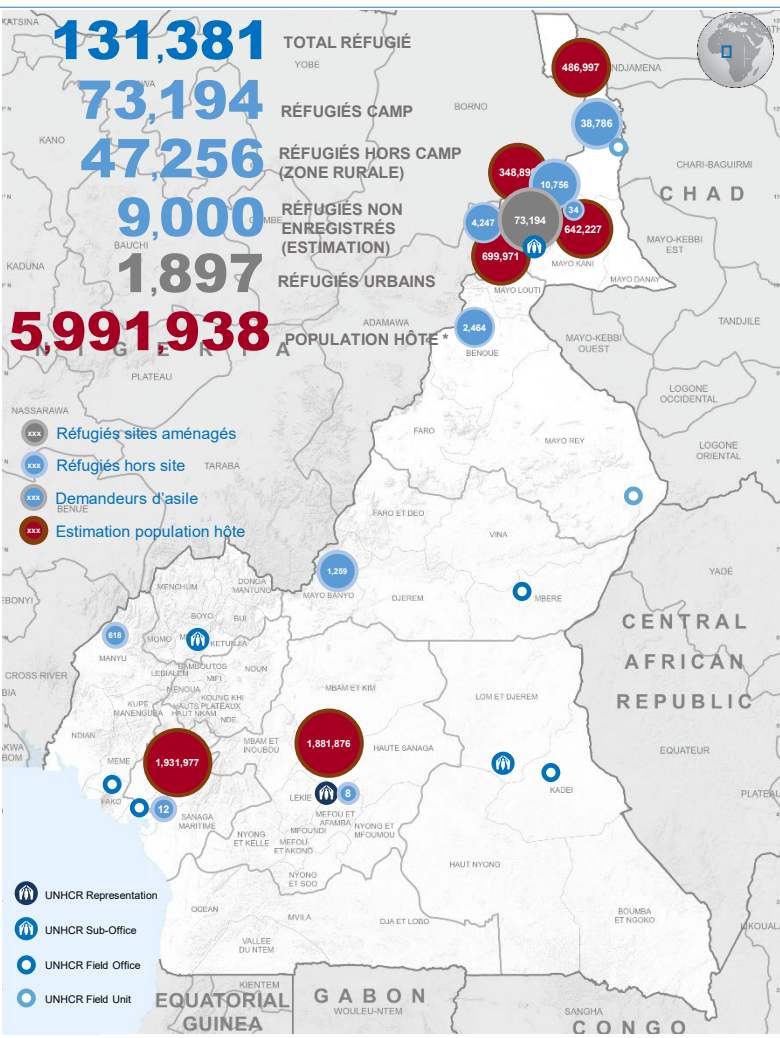 131,381 TOTAL RÉFUGIÉ
73,194 RÉFUGIÉS CAMP
47,256 RÉFUGIÉS HORS CAMP
(ZONE RURALE)
9,000 RÉFUGIÉS NON
ENREGISTRÉS
(ESTIMATION)
1,897 RÉFUGIÉS URBAINS
5,991,938 POPULATION HÔTE *
xxx Réfugiés sites aménagés
xxx Réfugiés hors site
xxx Demandeurs d'asile
xxx Estimation population hôte
KATSINA
YOBE
BORNO
KANO
BAUCHI
KADUNA
ADAMAWA
NIGERIA
PLATEAU
NASSARAWA
TARABA
BENUE
EBONYI
CROSS RIVER
486,997
NDJAMENA
38,786
10,756
34
73,194
4,247
642,227
699,971
CHARI-BAGUIRMI
CHAD
MAYO-KEBBI
EST
MAYO KANI
MAYO DANAY
MAYO LOUTI
2,464
BENOUE
TANDJILE
MAYO-KEBBI
OUEST
LOGONE
OCCIDENTAL
LOGONE
ORIENTAL
FARO
MAYO REY
FARO ET DEO
VINA
1,259
MAYO BANYO
DJEREM
MBERE
YADÉ
CENTRAL
AFRICAN
REPUBLIC
EQUATEUR
MENCHUM
DONGA
MANTUNG
BOYO
BUI
618
MOMO
KETUNJIA
MANYU
BAMBOUTOS
LEBIALEM
MIFI
NOUN
MENOUA
KOUNG KHI
HAUTS PLATEAUX
KUPE
MANENGUBA
HAUT NKAM
NDE
NDIAN
MEME
MBAM ET
INOUBOU
MBAM ET KIM
LOM ET DJEREM
1,931,977
1,881,876
HAUTE SANAGA
KADEI
FAKO
12
SANAGA
MARITIME
LEKIE
8
MEFOU ET
AFAMBA
MFOUNDI
NYONG ET
MFOUMOU
NYONG
ET KELLE
MEFOU
ET AKONO
NYONG
ET SOO
HAUT NYONG
OCEAN
MVILA
DJA ET LOBO
BOUMBA
ET NGOKO
VALLEE
DU NTEM
UNHCR Representation
UNHCR Sub-Office
UNHCR Field Office
UNHCR Field Unit
KIENTEM
EQUATORIAL
GUINEA
GABON
WOULEU-NTEM
SANGHA
CONGO